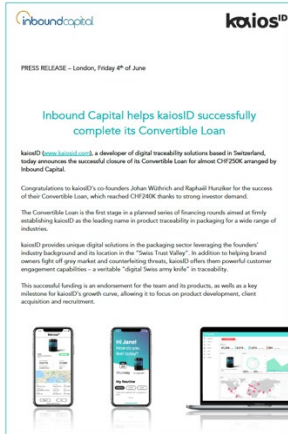 inboundcapital
kaiosID
PRESS RELEASE – London, Friday 4th of June
Inbound Capital helps kaiosID successfully
complete its Convertible Loan
kaiosID (www.kaiosid.com), a developer of digital traceability solutions based in Switzerland,
today announces the successful closure of its Convertible Loan for almost CHF250K arranged by
Inbound Capital.
Congratulations to kaiosID's co-founders Johan Wüthrich and Raphaël Hunziker for the success
of their Convertible Loan, which reached CHF240K thanks to strong investor demand.
The Convertible Loan is the first stage in a planned series of financing rounds aimed at firmly
establishing kaiosID as the leading name in product traceability in packaging for a wide range of
industries.
kaiosID provides unique digital solutions in the packaging sector leveraging the founders'
industry background and its location in the "Swiss Trust Valley". In addition to helping brand
owners fight off grey market and counterfeiting threats, kaiosID offers them powerful customer
engagement capabilities – a veritable "digital Swiss army knife" in traceability.
This successful funding is an endorsement for the team and its products, as well as a key
milestone for kaiosID's growth curve, allowing it to focus on product development, client
acquisition and recruitment.
Hi Jane!